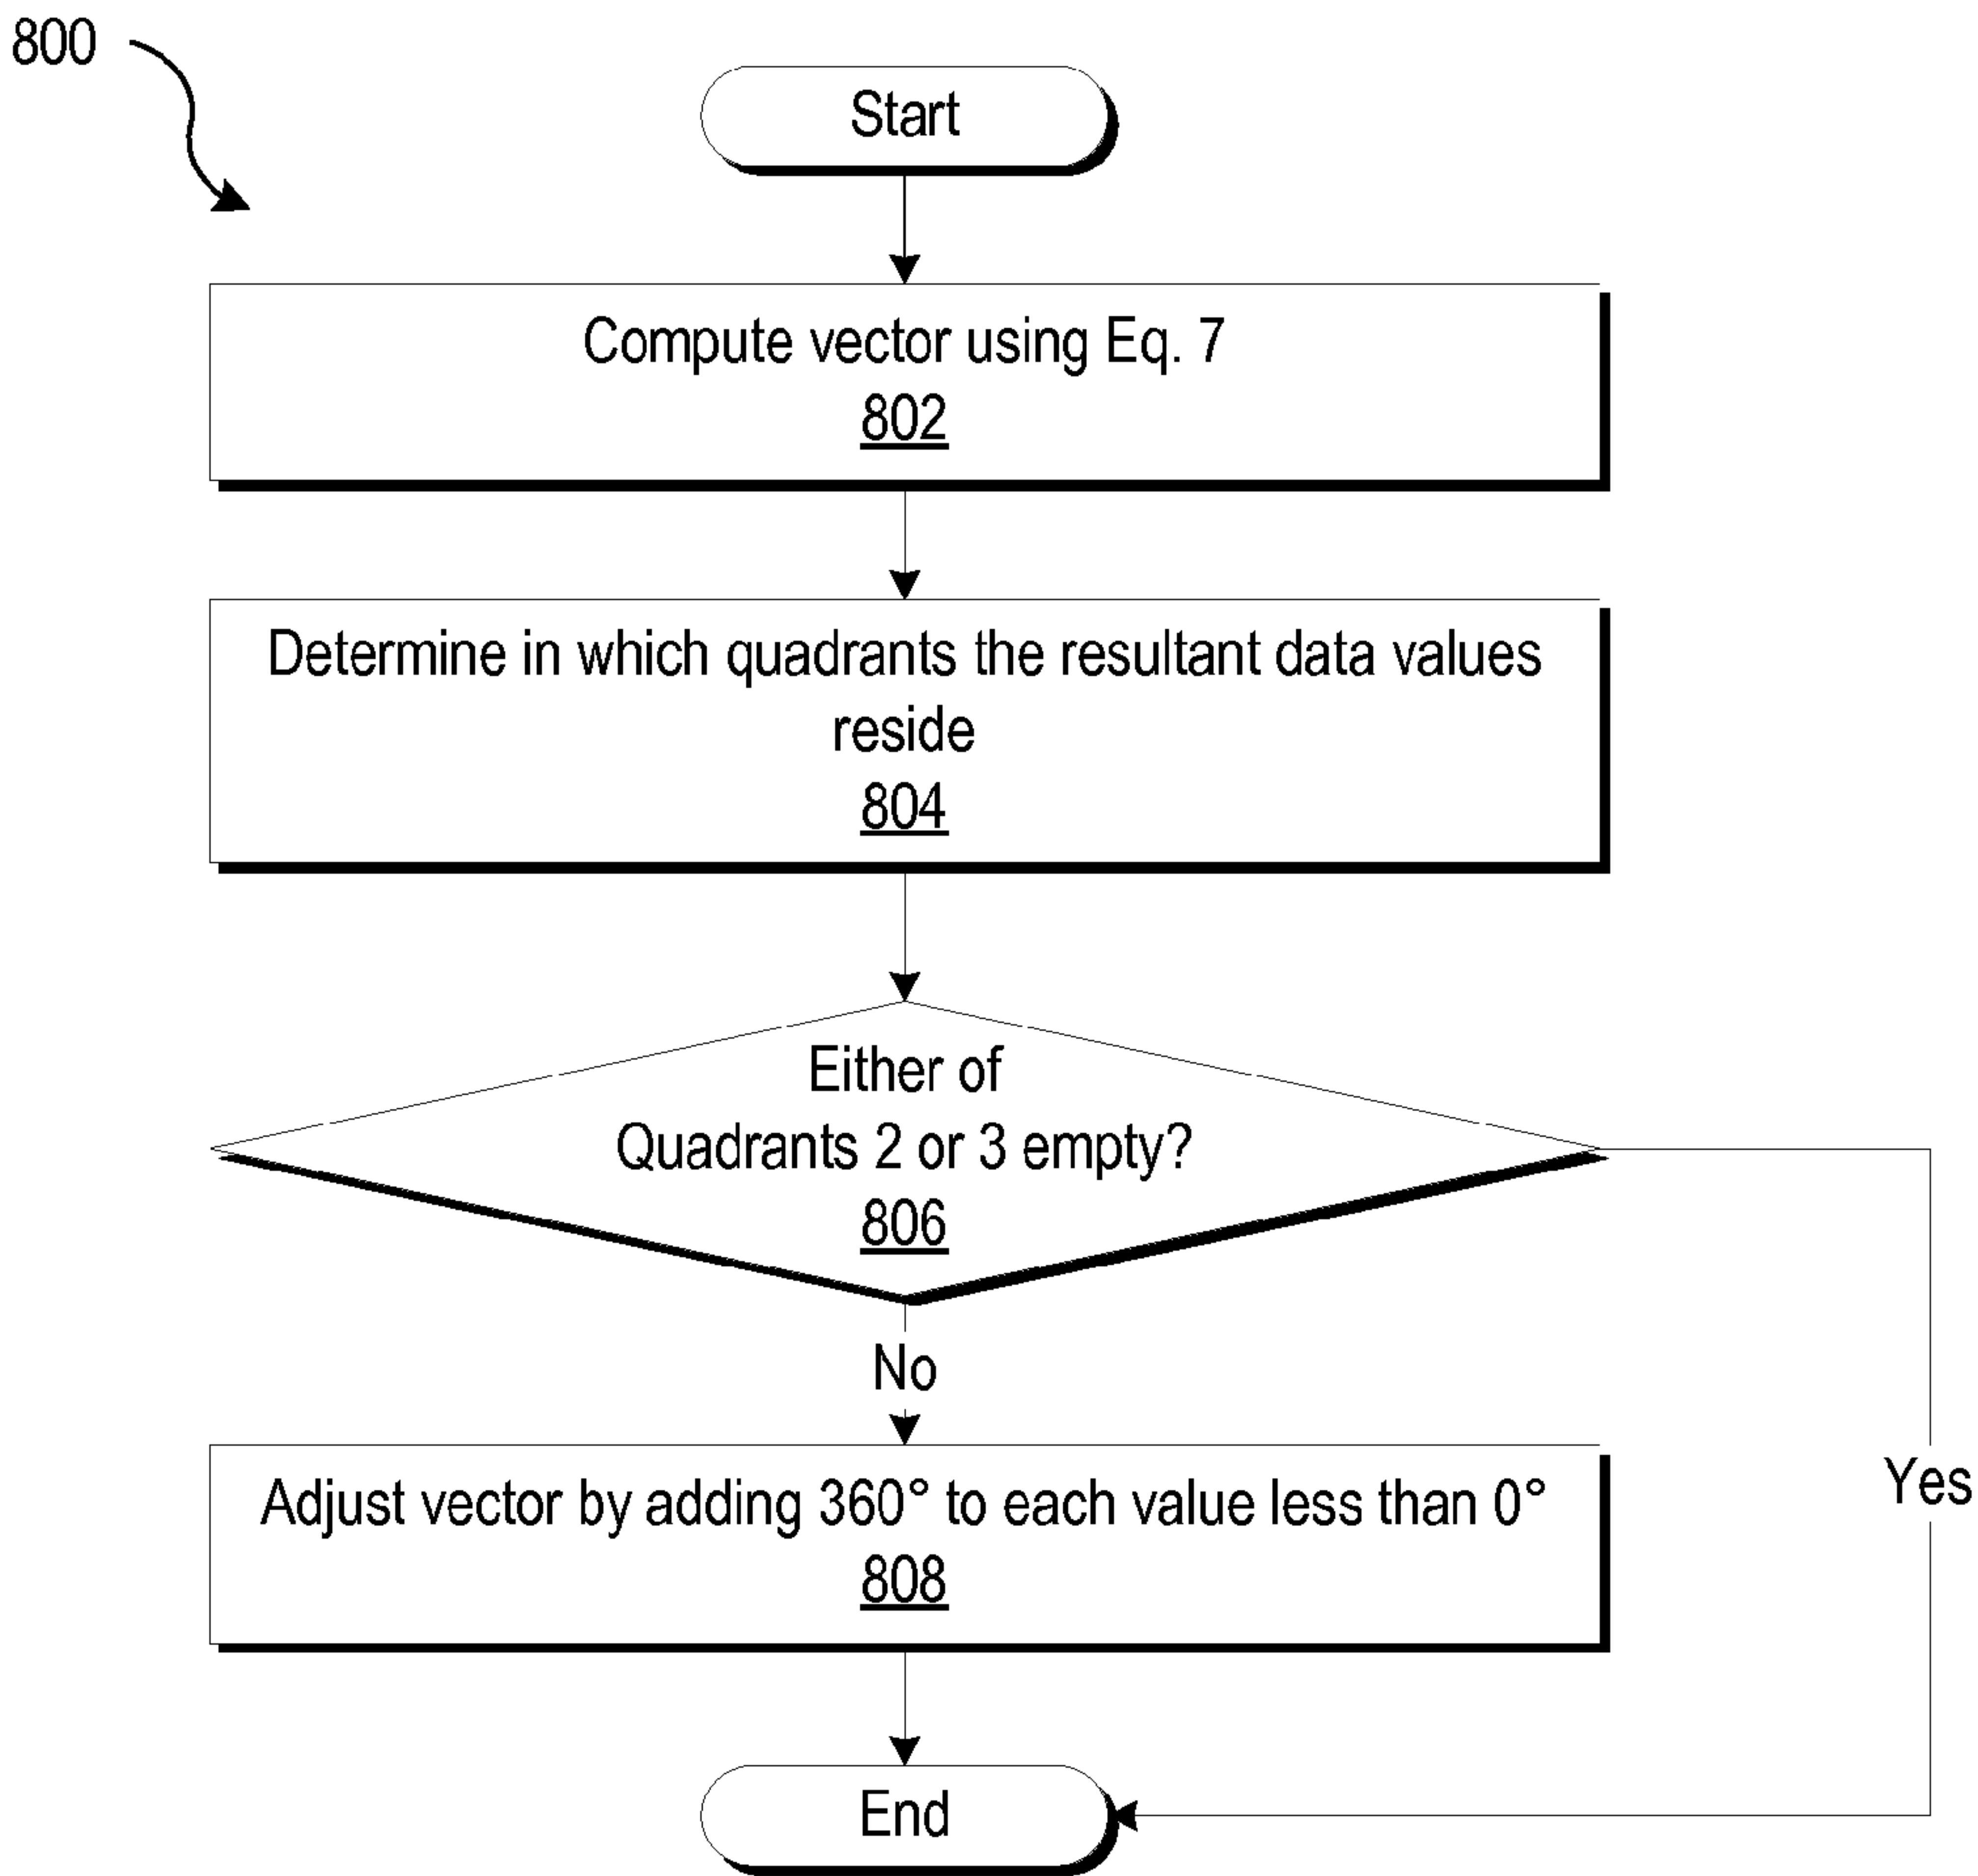 800
Start
Compute vector using Eq. 7
802
Determine in which quadrants the resultant data values
reside
804
Either of
Quadrants 2 or 3 empty?
806
No
Yes
Adjust vector by adding 360° to each value less than 0°
808
End